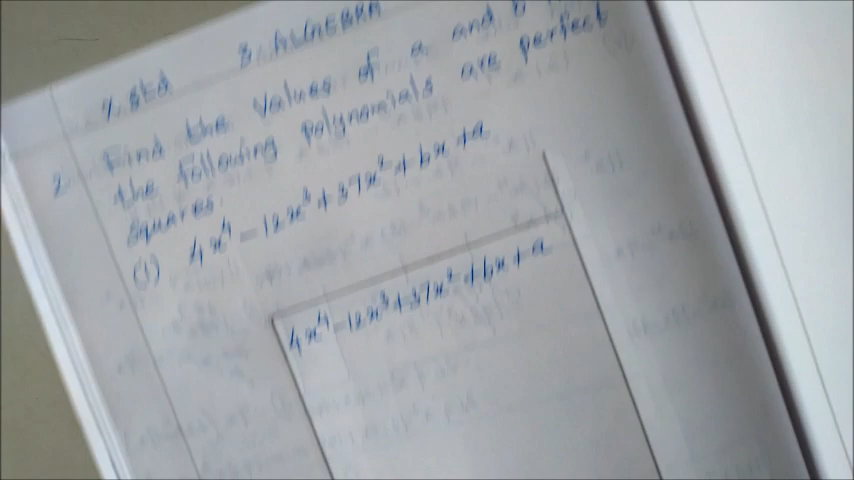 X std 3. ALGEBRA
2. Find the values of a and b if
the following polynomials are perfect
squares
(i) 4x⁴ - 12x³ + 37x² + bx + a
4x⁴ - 12x³ + 37x² + bx + a